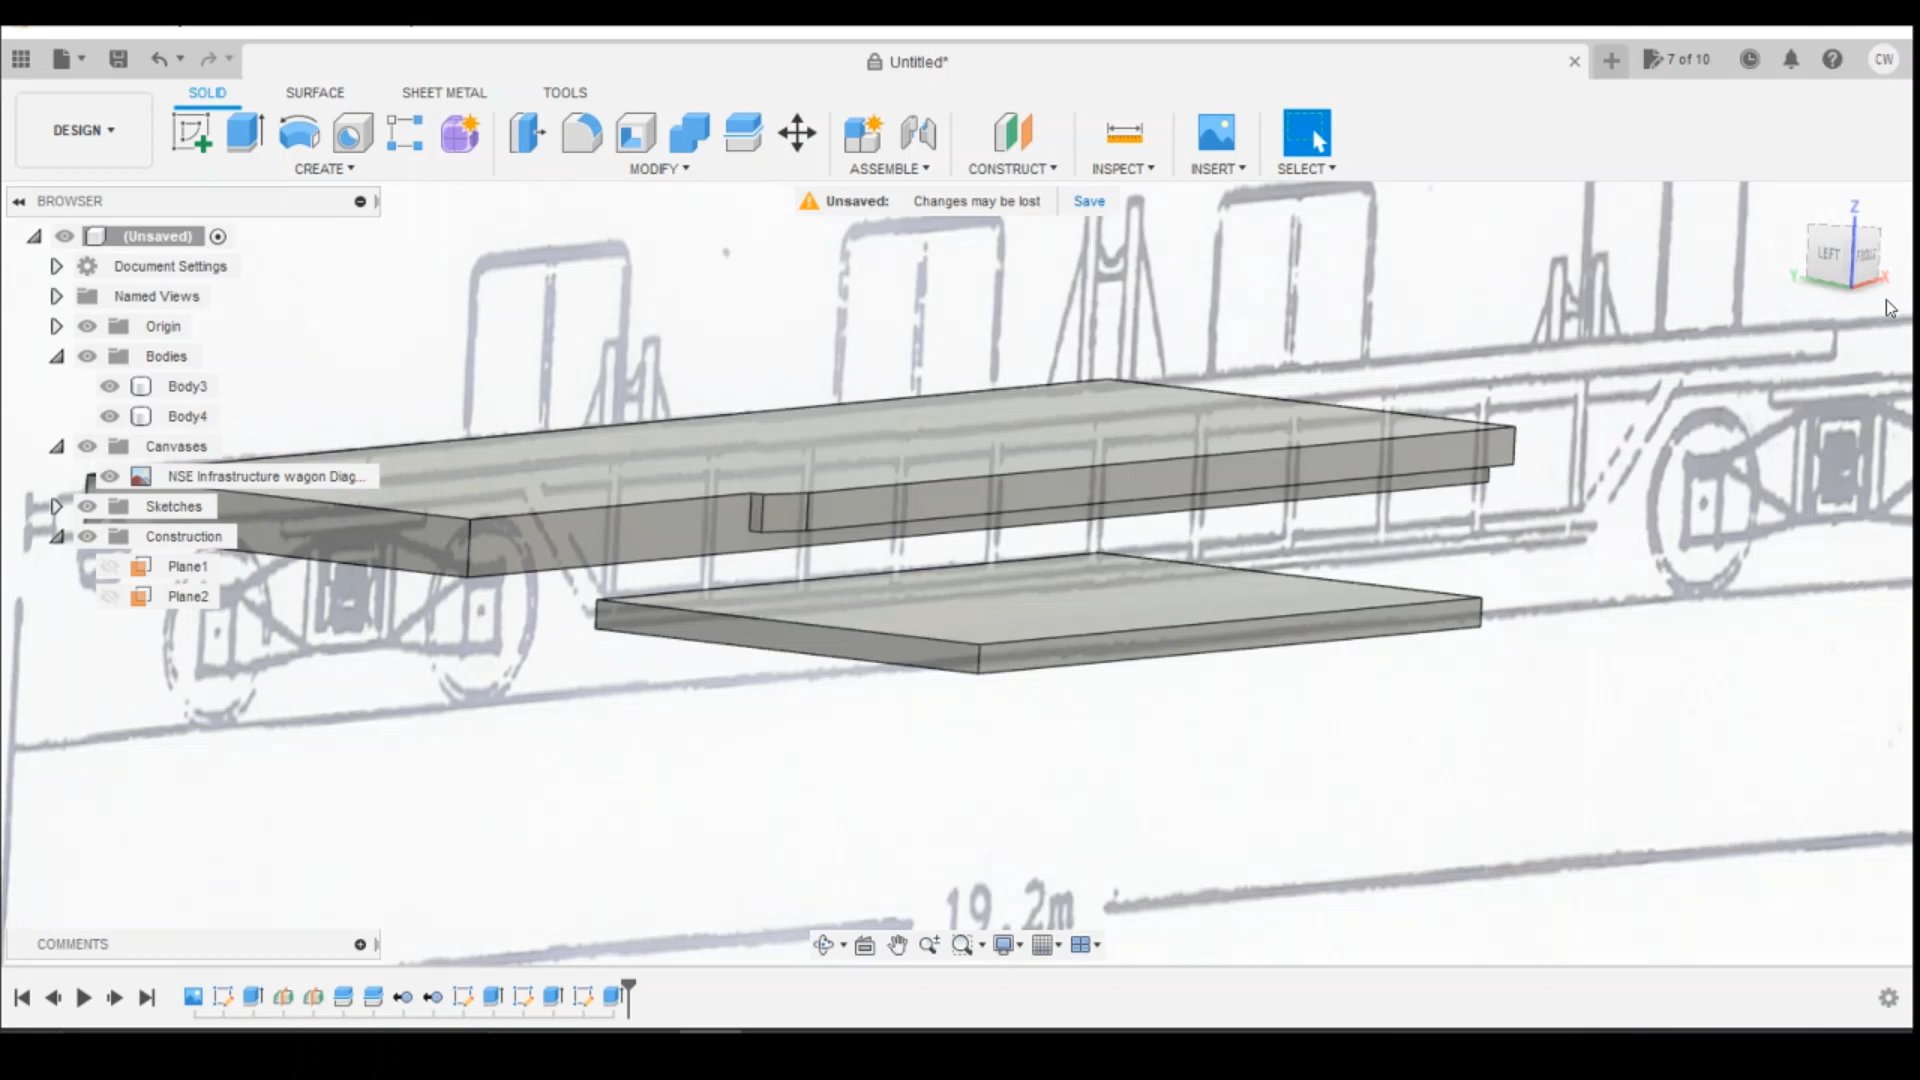 Untitled*
7 of 10
CW
DESIGN
SOLID
SURFACE
SHEET METAL
TOOLS
CREATE
MODIFY
ASSEMBLE
CONSTRUCT
INSPECT
INSERT
SELECT
BROWSER
Unsaved: Changes may be lost Save
(Unsaved)
Document Settings
Named Views
Origin
Bodies
Body3
Body4
Canvases
NSE Infrastructure wagon Diag...
Sketches
Construction
Plane1
Plane2
Z
LEFT
FRONT
Y
X
19.2m
COMMENTS